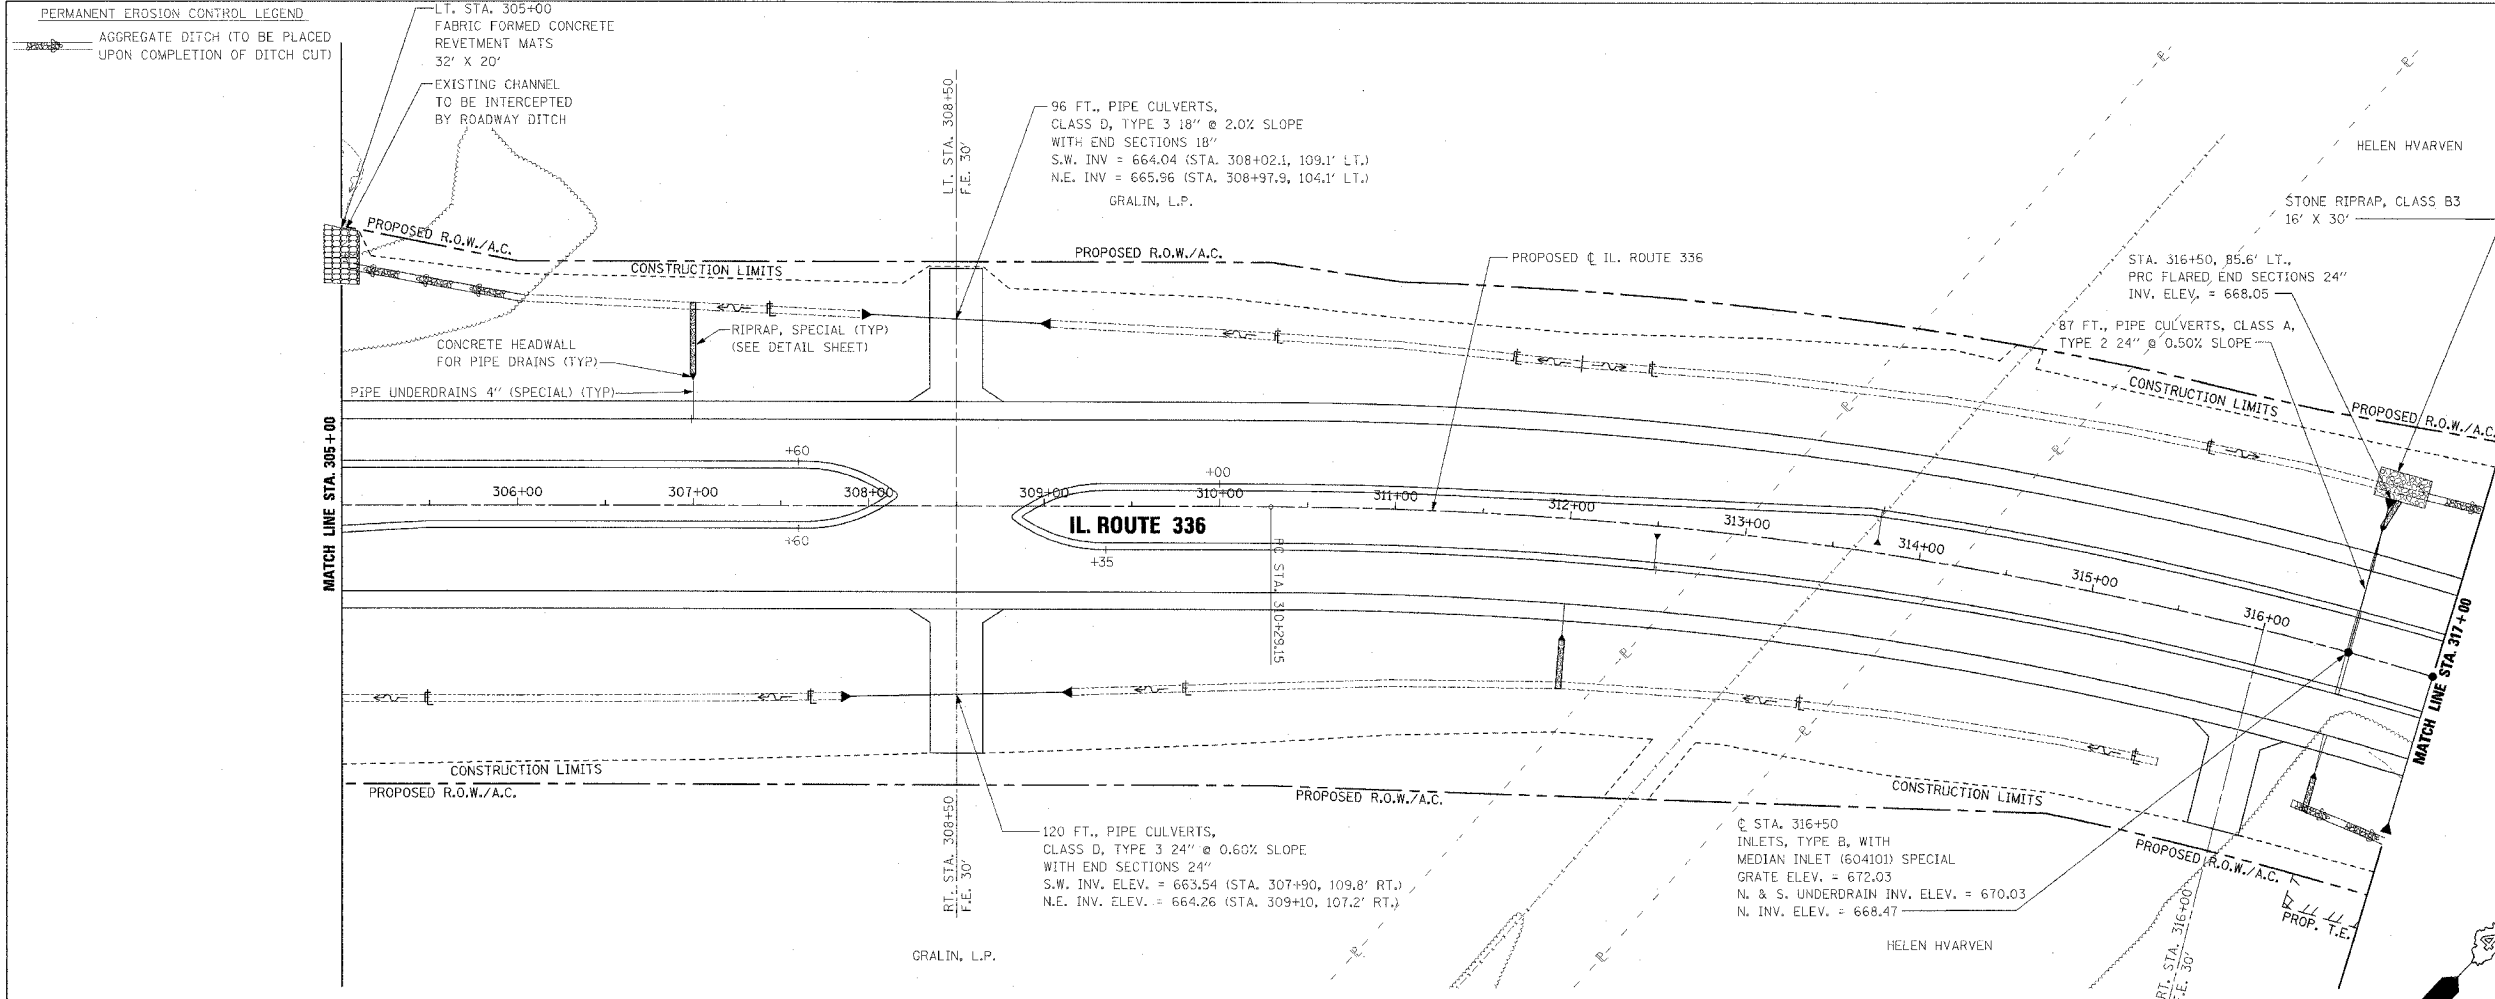 PERMANENT EROSION CONTROL LEGEND
AGGREGATE DITCH (TO BE PLACED
UPON COMPLETION OF DITCH CUT)
LT. STA. 305+00
FABRIC FORMED CONCRETE
REVETMENT MATS
32' X 20'
EXISTING CHANNEL
TO BE INTERCEPTED
BY ROADWAY DITCH
LT. STA. 308+50
F.E. 30'
96 FT., PIPE CULVERTS,
CLASS D, TYPE 3 18" @ 2.0% SLOPE
WITH END SECTIONS 18"
S.W. INV = 664.04 (STA. 308+02.1, 109.1' LT.)
N.E. INV = 665.96 (STA. 308+97.9, 104.1' LT.)
GRALIN, L.P.
HELEN HVARVEN
STONE RIPRAP, CLASS B3
16' X 30'
PROPOSED R.O.W./A.C.
CONSTRUCTION LIMITS
PROPOSED R.O.W./A.C.
PROPOSED ℄ IL. ROUTE 336
STA. 316+50, 85.6' LT.,
PRC FLARED END SECTIONS 24"
INV. ELEV. = 668.05
87 FT., PIPE CULVERTS, CLASS A,
TYPE 2 24" @ 0.50% SLOPE
RIPRAP, SPECIAL (TYP)
(SEE DETAIL SHEET)
CONCRETE HEADWALL
FOR PIPE DRAINS (TYP)
PIPE UNDERDRAINS 4" (SPECIAL) (TYP)
CONSTRUCTION LIMITS
PROPOSED R.O.W./A.C.
MATCH LINE STA. 305+00
+60
306+00
307+00
308+00
309+00
+00
310+00
311+00
312+00
313+00
314+00
315+00
316+00
IL. ROUTE 336
+60
+35
PC STA. 310+29.15
MATCH LINE STA. 317+00
CONSTRUCTION LIMITS
PROPOSED R.O.W./A.C.
PROPOSED R.O.W./A.C.
CONSTRUCTION LIMITS
PROPOSED R.O.W./A.C.
RT. STA. 308+50
F.E. 30'
120 FT., PIPE CULVERTS,
CLASS D, TYPE 3 24" @ 0.60% SLOPE
WITH END SECTIONS 24"
S.W. INV. ELEV. = 663.54 (STA. 307+90, 109.8' RT.)
N.E. INV. ELEV. = 664.26 (STA. 309+10, 107.2' RT.)
℄ STA. 316+50
INLETS, TYPE B, WITH
MEDIAN INLET (604101) SPECIAL
GRATE ELEV. = 672.03
N. & S. UNDERDRAIN INV. ELEV. = 670.03
N. INV. ELEV. = 668.47
PROP. T.E.
RT. STA. 316+00
F.E. 30'
GRALIN, L.P.
HELEN HVARVEN